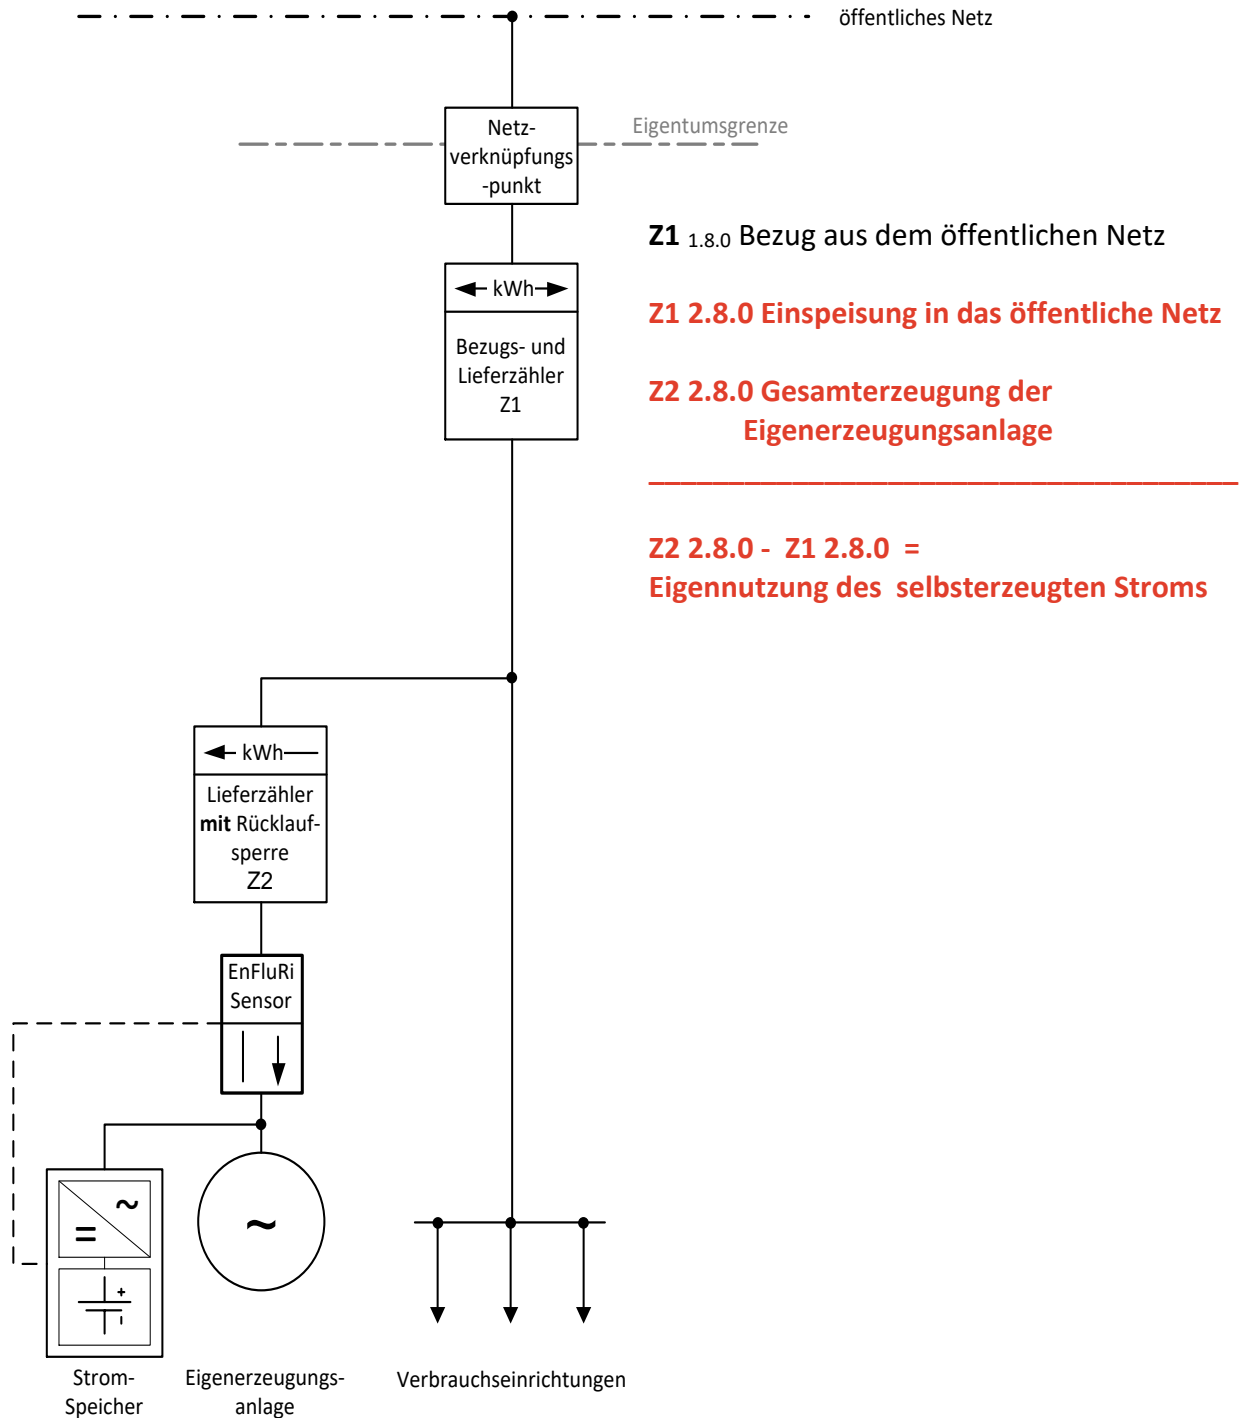 öffentliches Netz
Netz-
verknüpfungs
-punkt
Eigentumsgrenze
Z1 1.8.0 Bezug aus dem öffentlichen Netz
kWh
Z1 2.8.0 Einspeisung in das öffentliche Netz
Bezugs- und
Lieferzähler
Z1
Z2 2.8.0 Gesamterzeugung der
Eigenerzeugungsanlage
Z2 2.8.0 - Z1 2.8.0 =
Eigennutzung des selbsterzeugten Stroms
kWh
Lieferzähler
mit Rücklauf-
sperre
Z2
EnFluRi
Sensor
~
=
~
+
Strom-
Speicher
Eigenerzeugungs-
anlage
Verbrauchseinrichtungen